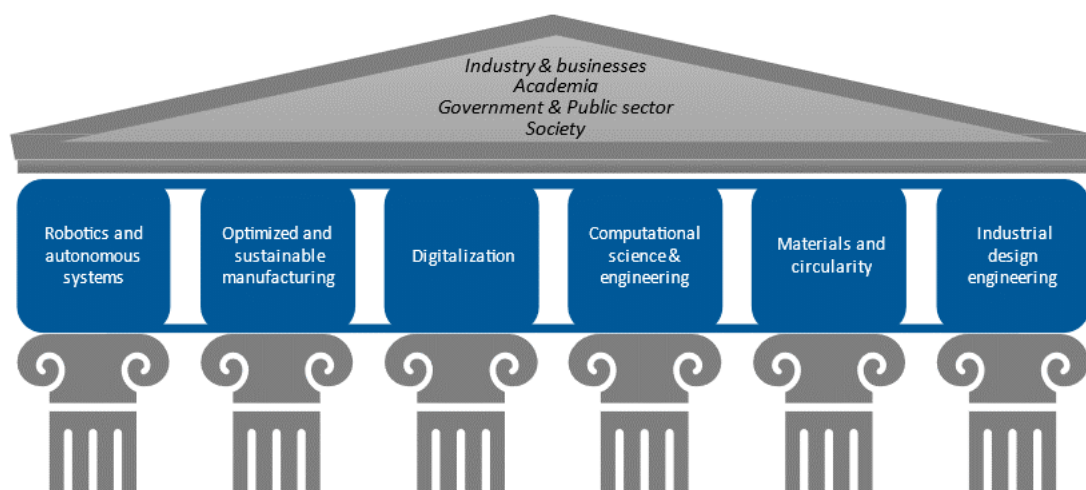 Industry & businesses
Academia
Government & Public sector
Society
Robotics and
autonomous
systems
Optimized and
sustainable
manufacturing
Digitalization
Computational
science &
engineering
Materials and
circularity
Industrial
design
engineering